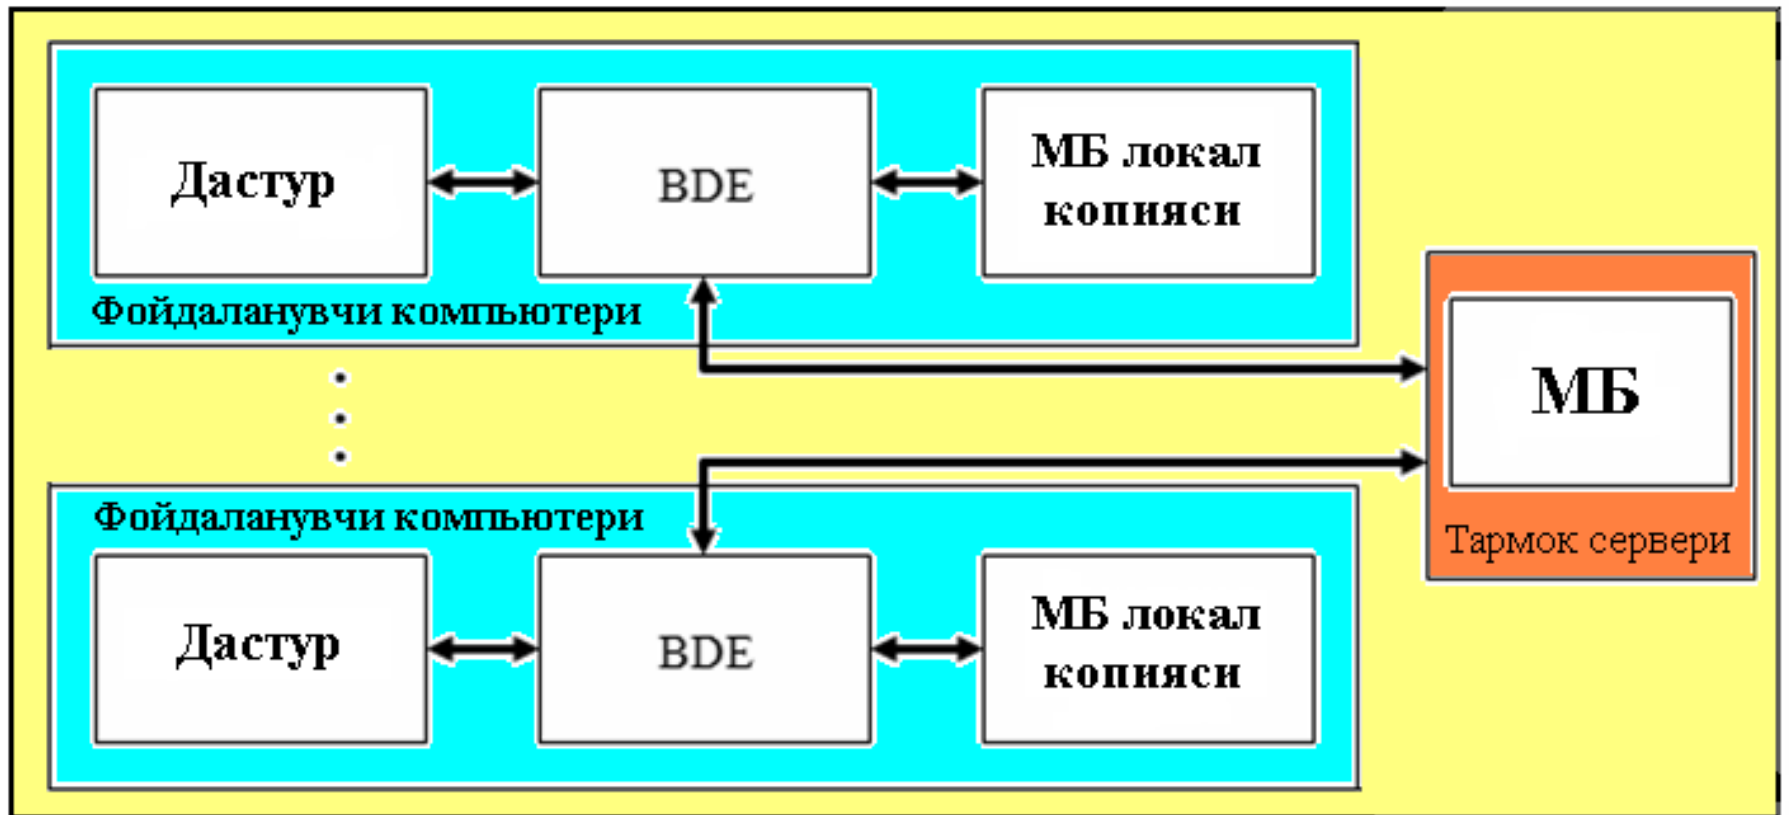 Дастур
BDE
МБ локал
копияси
Фойдаланувчи компьютери
МБ
Тармок сервери
Фойдаланувчи компьютери
Дастур
BDE
МБ локал
копияси